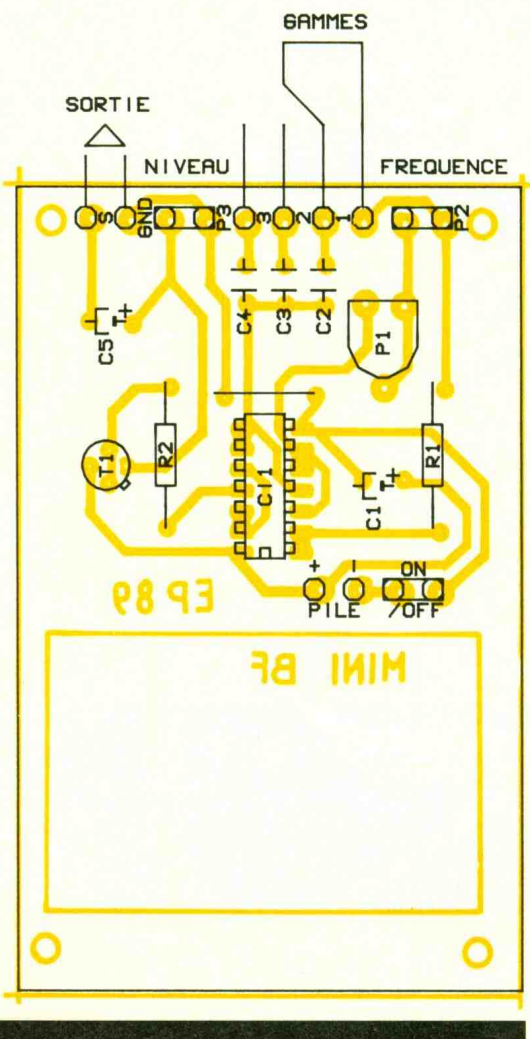 GAMMES
SORTIE
NIVEAU FREQUENCE
S GND P3 3 2 1 P2
C5 C4 C3 C2 P1
T1 R2 CI1 C1 R1
+ - ON
PILE /OFF
EP 89
MINI BF